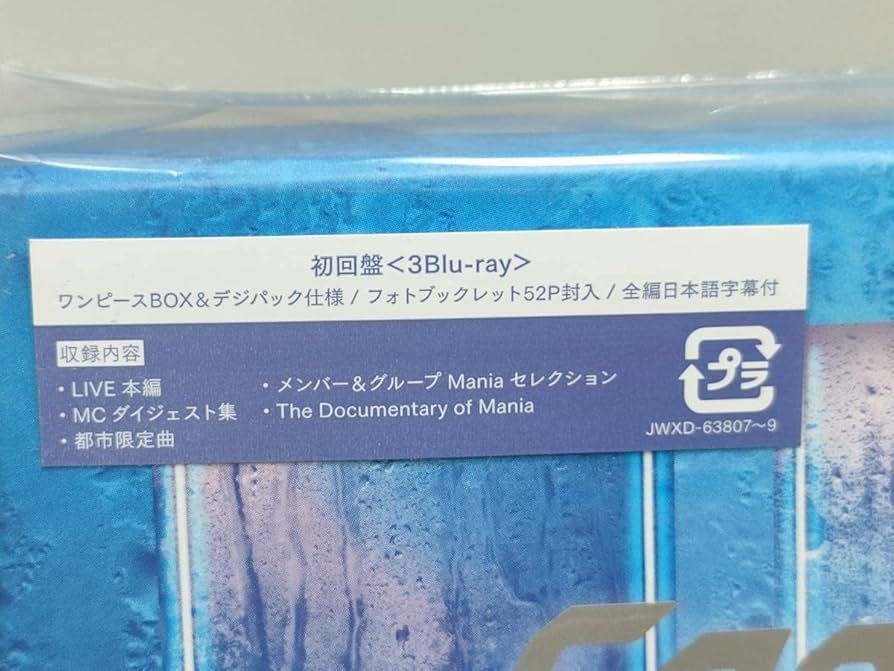 初回盤<3Blu-ray>
ワンピースBOX&デジパック仕様 / フォトブックレット52P封入 / 全編日本語字幕付
収録内容
・LIVE 本編
・MC ダイジェスト集
・都市限定曲
・メンバー&グループ Mania セレクション
・The Documentary of Mania
プラ
JWXD-63807〜9